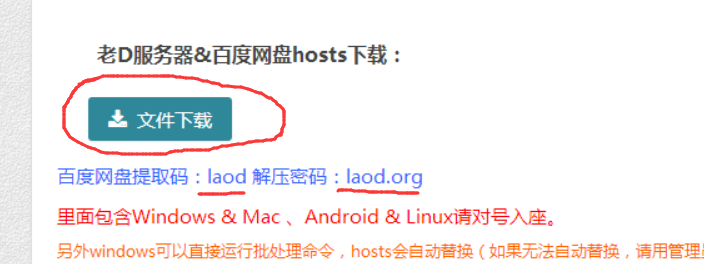 老D服务器&百度网盘hosts下载：
文件下载
百度网盘提取码：laod 解压密码：laod.org
里面包含Windows & Mac 、Android & Linux请对号入座。
另外windows可以直接运行批处理命令，hosts会自动替换（如果无法自动替换，请用管理